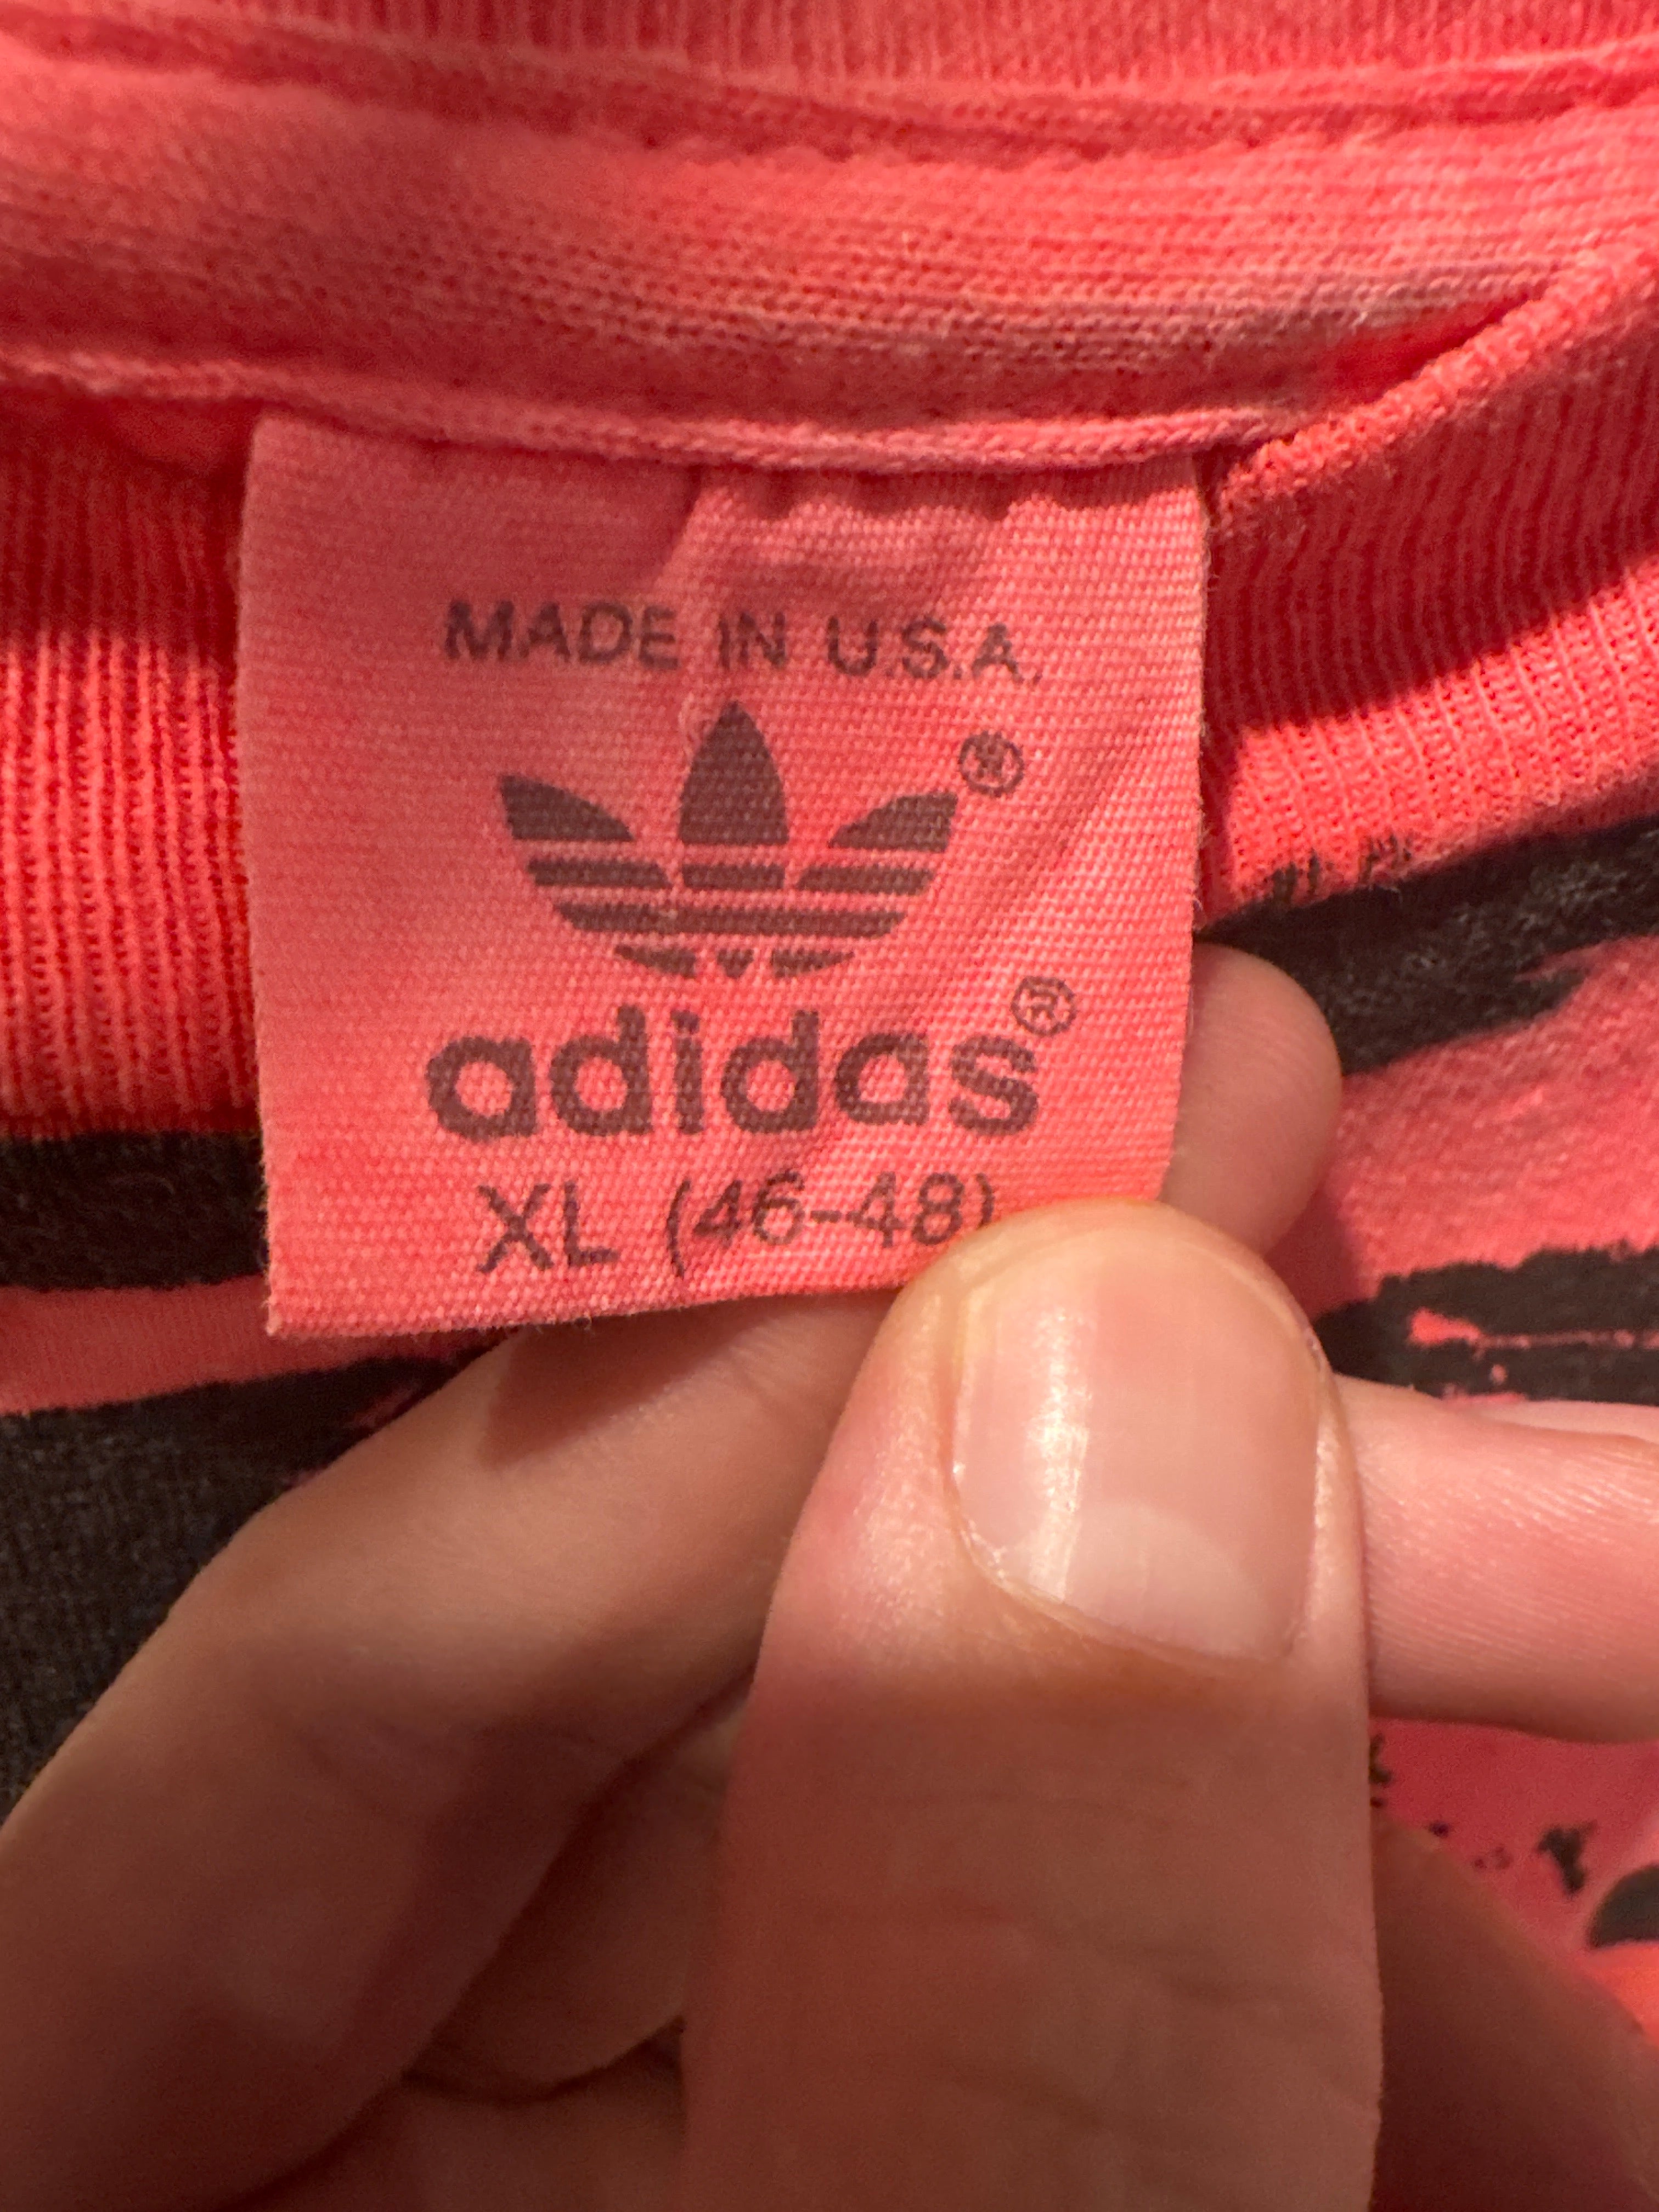 MADE IN U.S.A.
®
adidas®
XL (46-48)